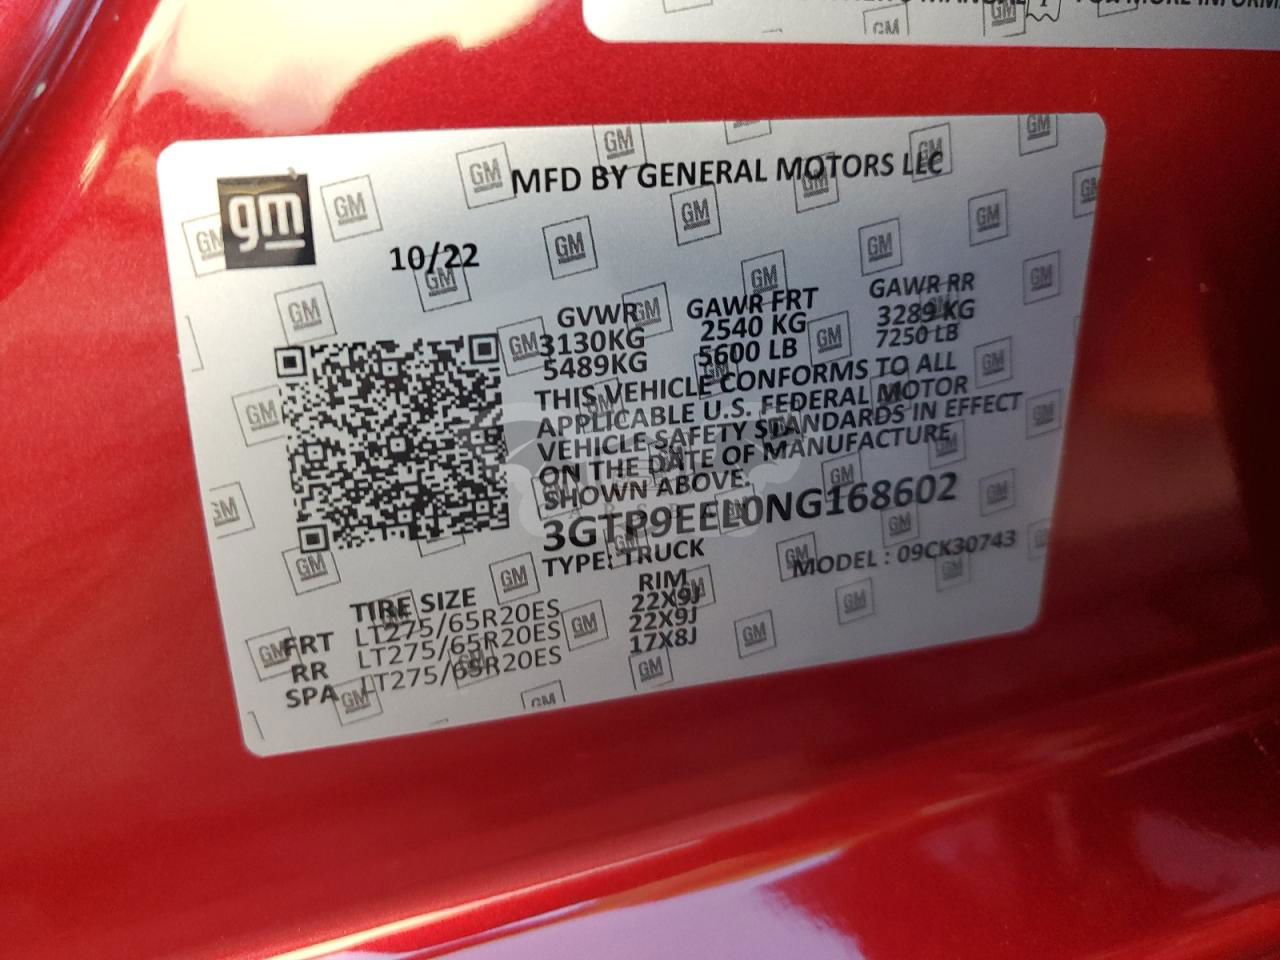 FOR MORE INFORM
gm
MFD BY GENERAL MOTORS LLC
10/22
GVWR GAWR FRT GAWR RR
3130KG 2540 KG 3289 KG
5489KG 5600 LB 7250 LB
THIS VEHICLE CONFORMS TO ALL
APPLICABLE U.S. FEDERAL MOTOR
VEHICLE SAFETY STANDARDS IN EFFECT
ON THE DATE OF MANUFACTURE
SHOWN ABOVE.
3GTP9EEL0NG168602
TYPE: TRUCK MODEL : 09CK30743
TIRE SIZE RIM
FRT LT275/65R20ES 22X9J
RR LT275/65R20ES 22X9J
SPA LT275/65R20ES 17X8J